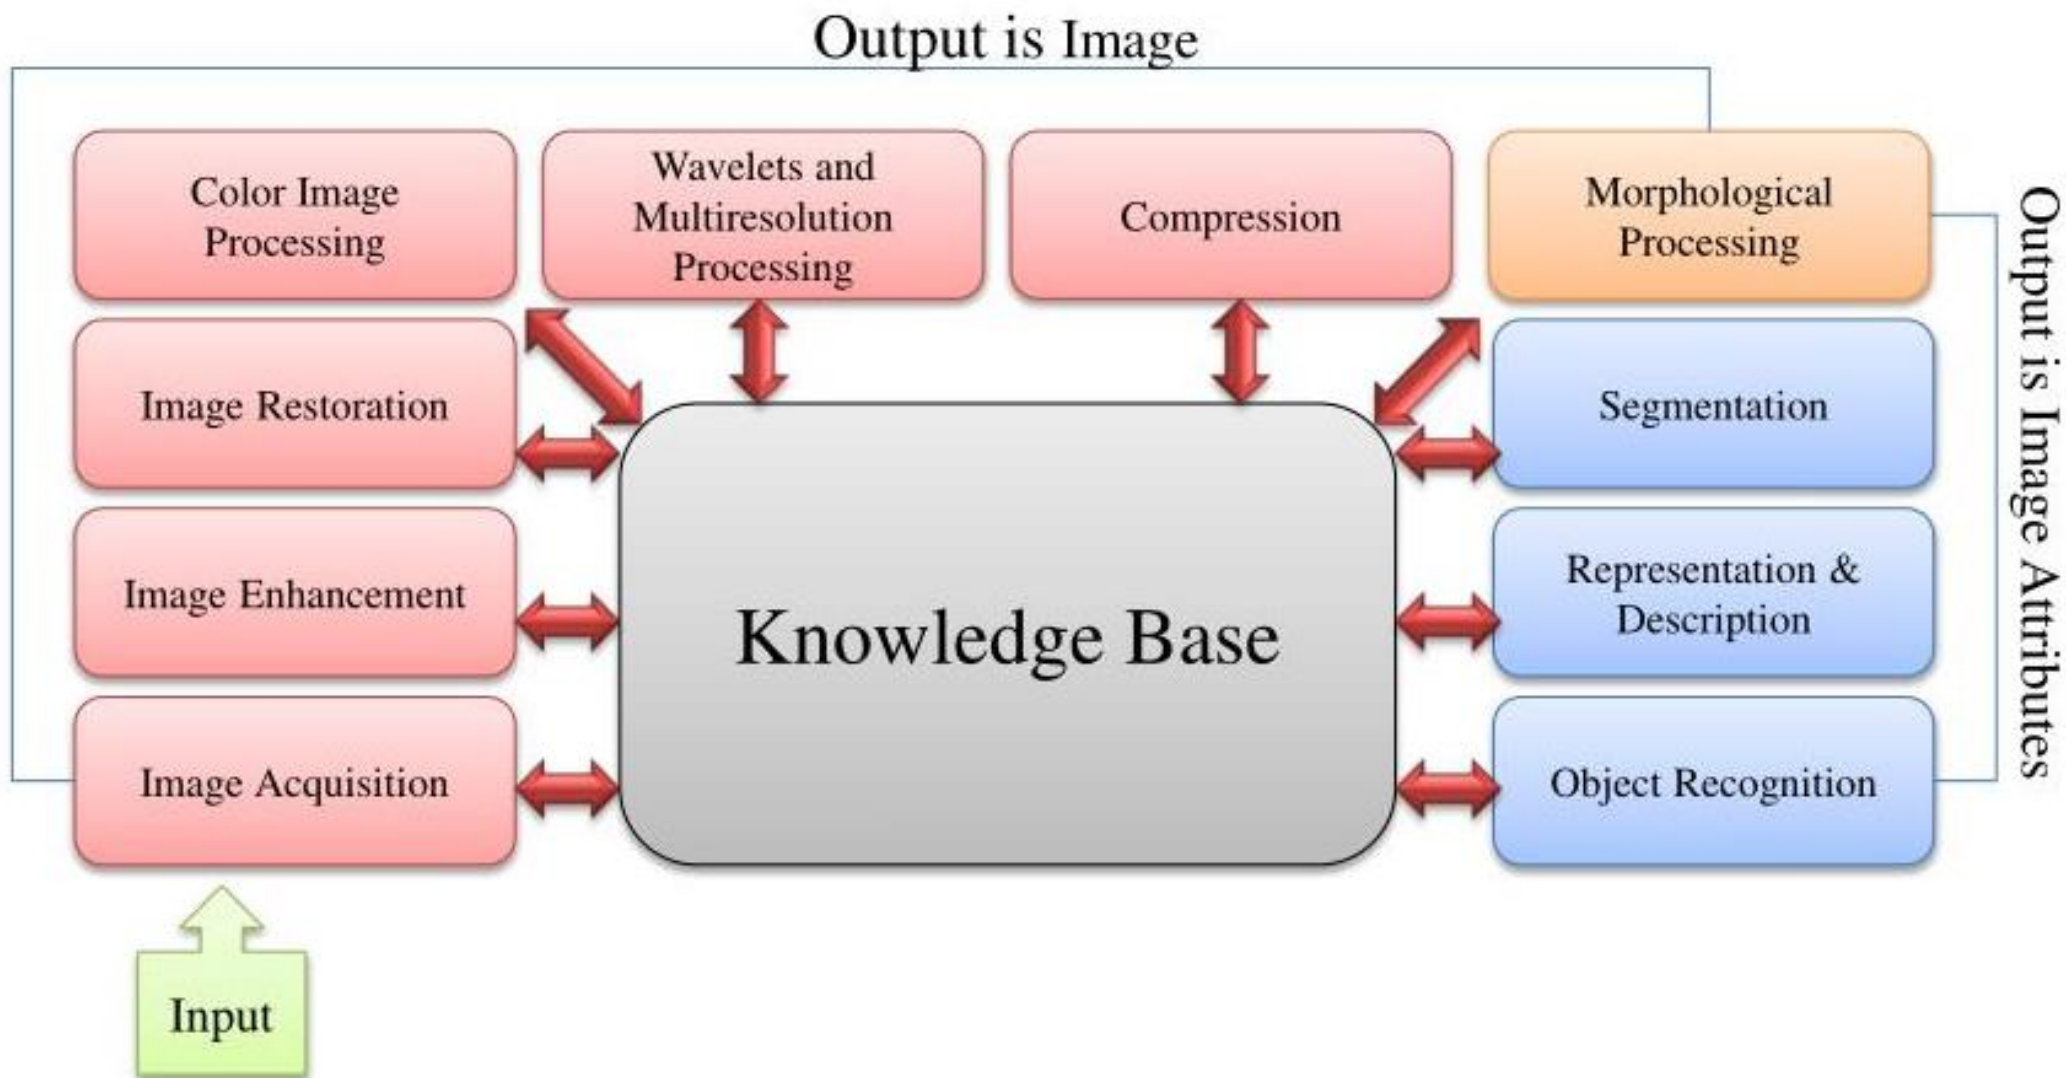 Output is Image
Color Image
Processing
Wavelets and
Multiresolution
Processing
Compression
Morphological
Processing
Image Restoration
Segmentation
Image Enhancement
Representation &
Description
Knowledge Base
Image Acquisition
Object Recognition
Output is Image Attributes
Input